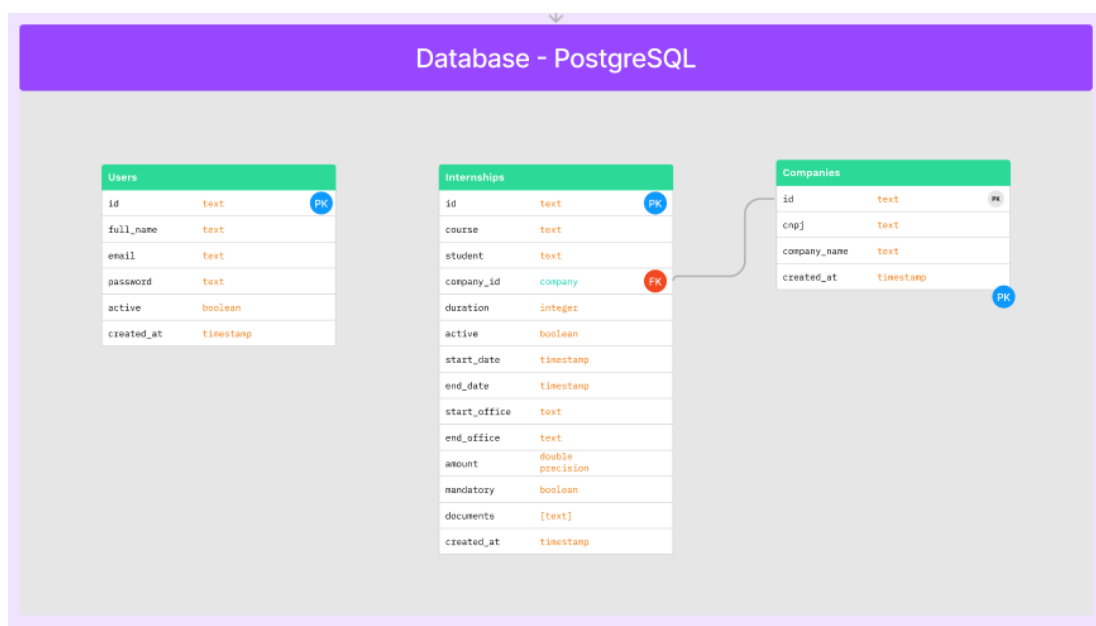 Database - PostgreSQL
Users
id text PK
full_name text
email text
password text
active boolean
created_at timestamp
Internships
id text PK
course text
student text
company_id company FK
duration integer
active boolean
start_date timestamp
end_date timestamp
start_office text
end_office text
amount double
precision
mandatory boolean
documents [text]
created_at timestamp
Companies
id text PK
cnpj text
company_name text
created_at timestamp
PK